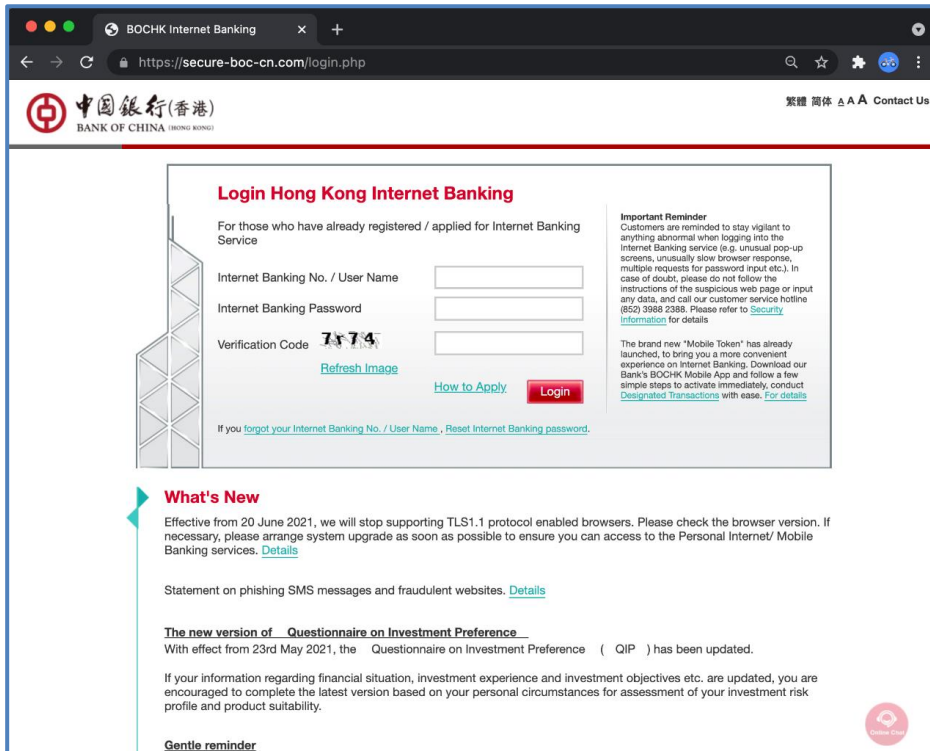 BOCHK Internet Banking
https://secure-boc-cn.com/login.php
中国銀行(香港)
BANK OF CHINA (HONG KONG)
繁體 简体 A A A Contact Us
Login Hong Kong Internet Banking
For those who have already registered / applied for Internet Banking
Service
Internet Banking No. / User Name
Internet Banking Password
Verification Code 7r74
Refresh Image
How to Apply Login
If you forgot your Internet Banking No. / User Name , Reset Internet Banking password.
Important Reminder
Customers are reminded to stay vigilant to
anything abnormal when logging into the
Internet Banking service (e.g. unusual pop-up
screens, unusually slow browser response,
multiple requests for password input etc.). In
case of doubt, please do not follow the
instructions of the suspicious web page or input
any data, and call our customer service hotline
(852) 3988 2388. Please refer to Security
Information for details
The brand new "Mobile Token" has already
launched, to bring you a more convenient
experience on Internet Banking. Download our
Bank's BOCHK Mobile App and follow a few
simple steps to activate immediately, conduct
Designated Transactions with ease. For details
What's New
Effective from 20 June 2021, we will stop supporting TLS1.1 protocol enabled browsers. Please check the browser version. If
necessary, please arrange system upgrade as soon as possible to ensure you can access to the Personal Internet/ Mobile
Banking services. Details
Statement on phishing SMS messages and fraudulent websites. Details
The new version of Questionnaire on Investment Preference
With effect from 23rd May 2021, the Questionnaire on Investment Preference ( QIP ) has been updated.
If your information regarding financial situation, investment experience and investment objectives etc. are updated, you are
encouraged to complete the latest version based on your personal circumstances for assessment of your investment risk
profile and product suitability.
Online Chat
Gentle reminder